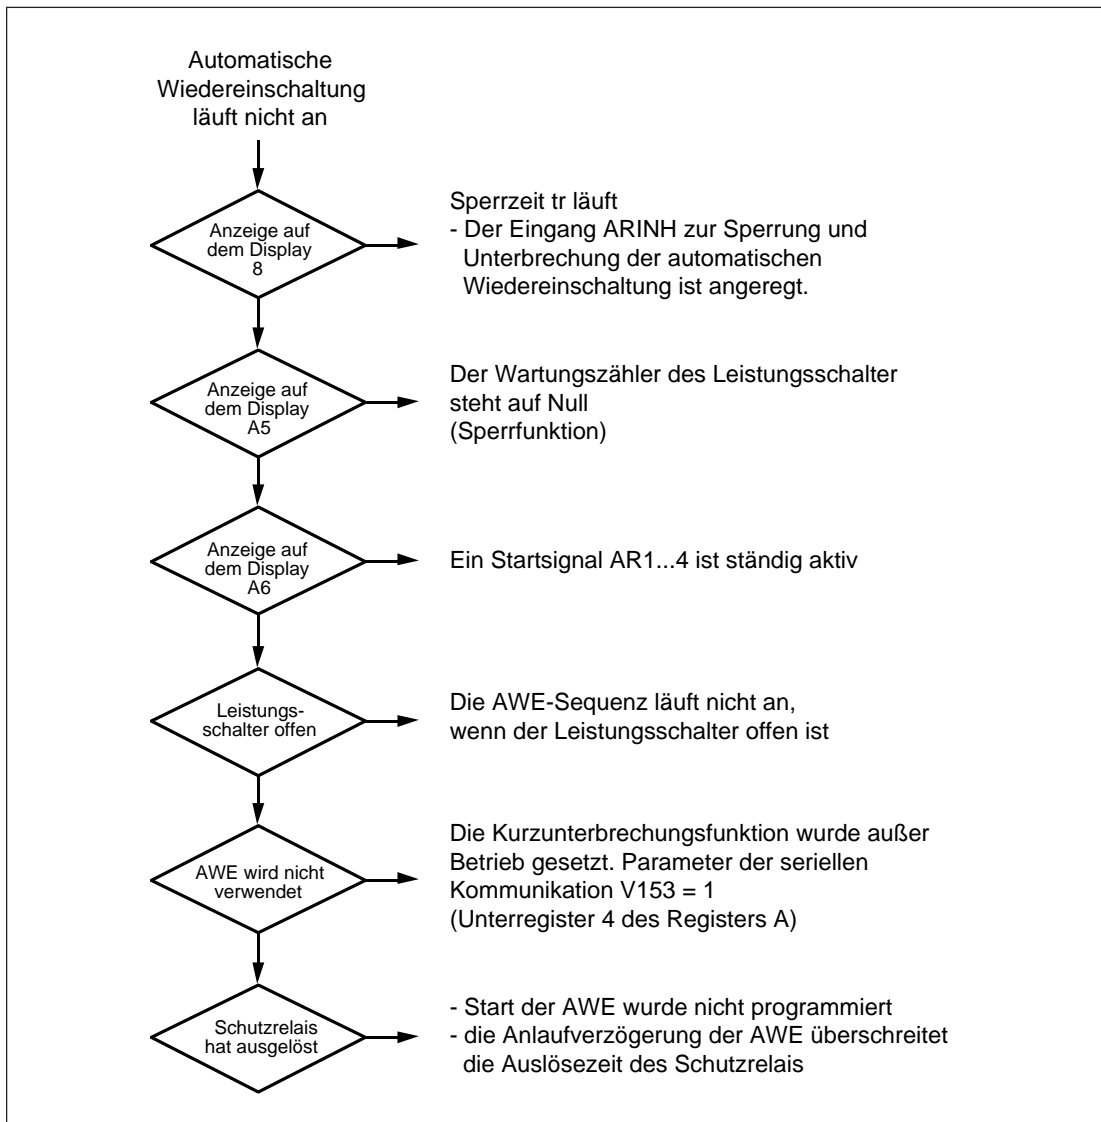 Automatische
Wiedereinschaltung
läuft nicht an
Anzeige auf
dem Display
8
Sperrzeit tr läuft
- Der Eingang ARINH zur Sperrung und
Unterbrechung der automatischen
Wiedereinschaltung ist angeregt.
Anzeige auf
dem Display
A5
Der Wartungszähler des Leistungsschalter
steht auf Null
(Sperrfunktion)
Anzeige auf
dem Display
A6
Ein Startsignal AR1...4 ist ständig aktiv
Leistungs-
schalter offen
Die AWE-Sequenz läuft nicht an,
wenn der Leistungsschalter offen ist
AWE wird nicht
verwendet
Die Kurzunterbrechungsfunktion wurde außer
Betrieb gesetzt. Parameter der seriellen
Kommunikation V153 = 1
(Unterregister 4 des Registers A)
Schutzrelais
hat ausgelöst
- Start der AWE wurde nicht programmiert
- die Anlaufverzögerung der AWE überschreitet
die Auslösezeit des Schutzrelais